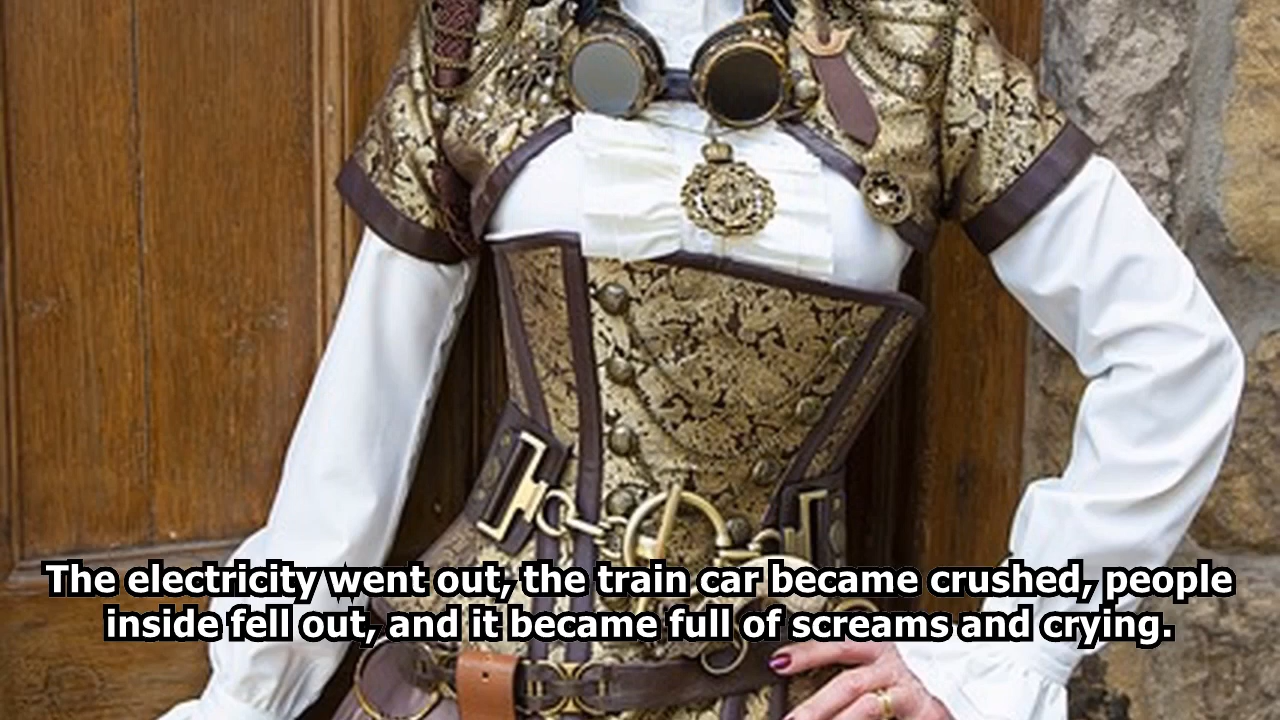 The electricity went out, the train car became crushed, people
inside fell out, and it became full of screams and crying.